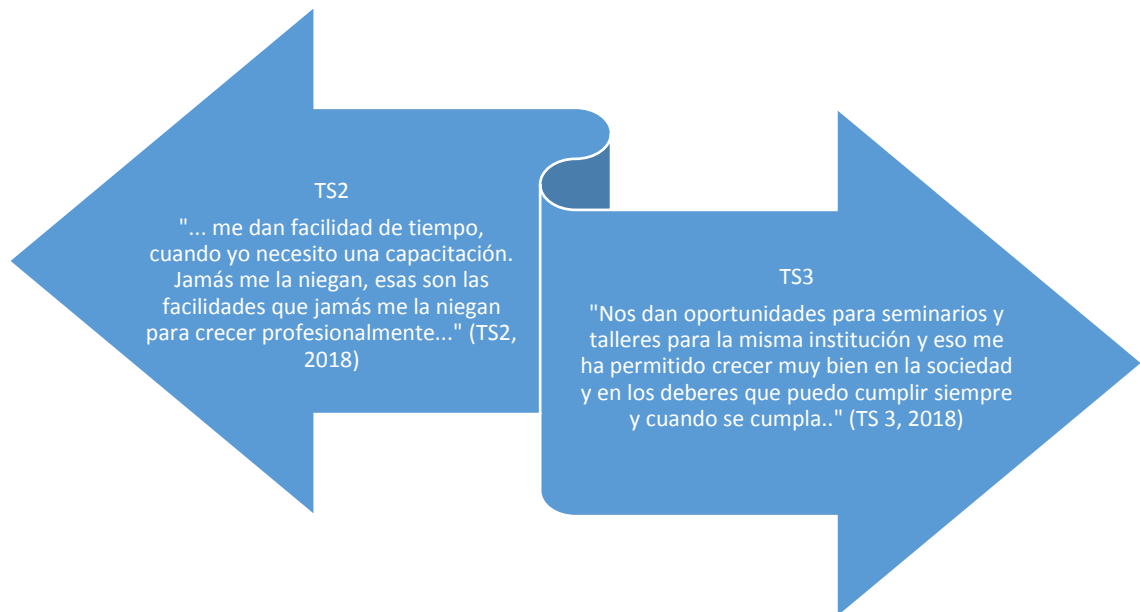 TS2
"... me dan facilidad de tiempo,
cuando yo necesito una capacitación.
Jamás me la niegan, esas son las
facilidades que jamás me la niegan
para crecer profesionalmente..." (TS2,
2018)
TS3
"Nos dan oportunidades para seminarios y
talleres para la misma institución y eso me
ha permitido crecer muy bien en la sociedad
y en los deberes que puedo cumplir siempre
y cuando se cumpla.." (TS 3, 2018)